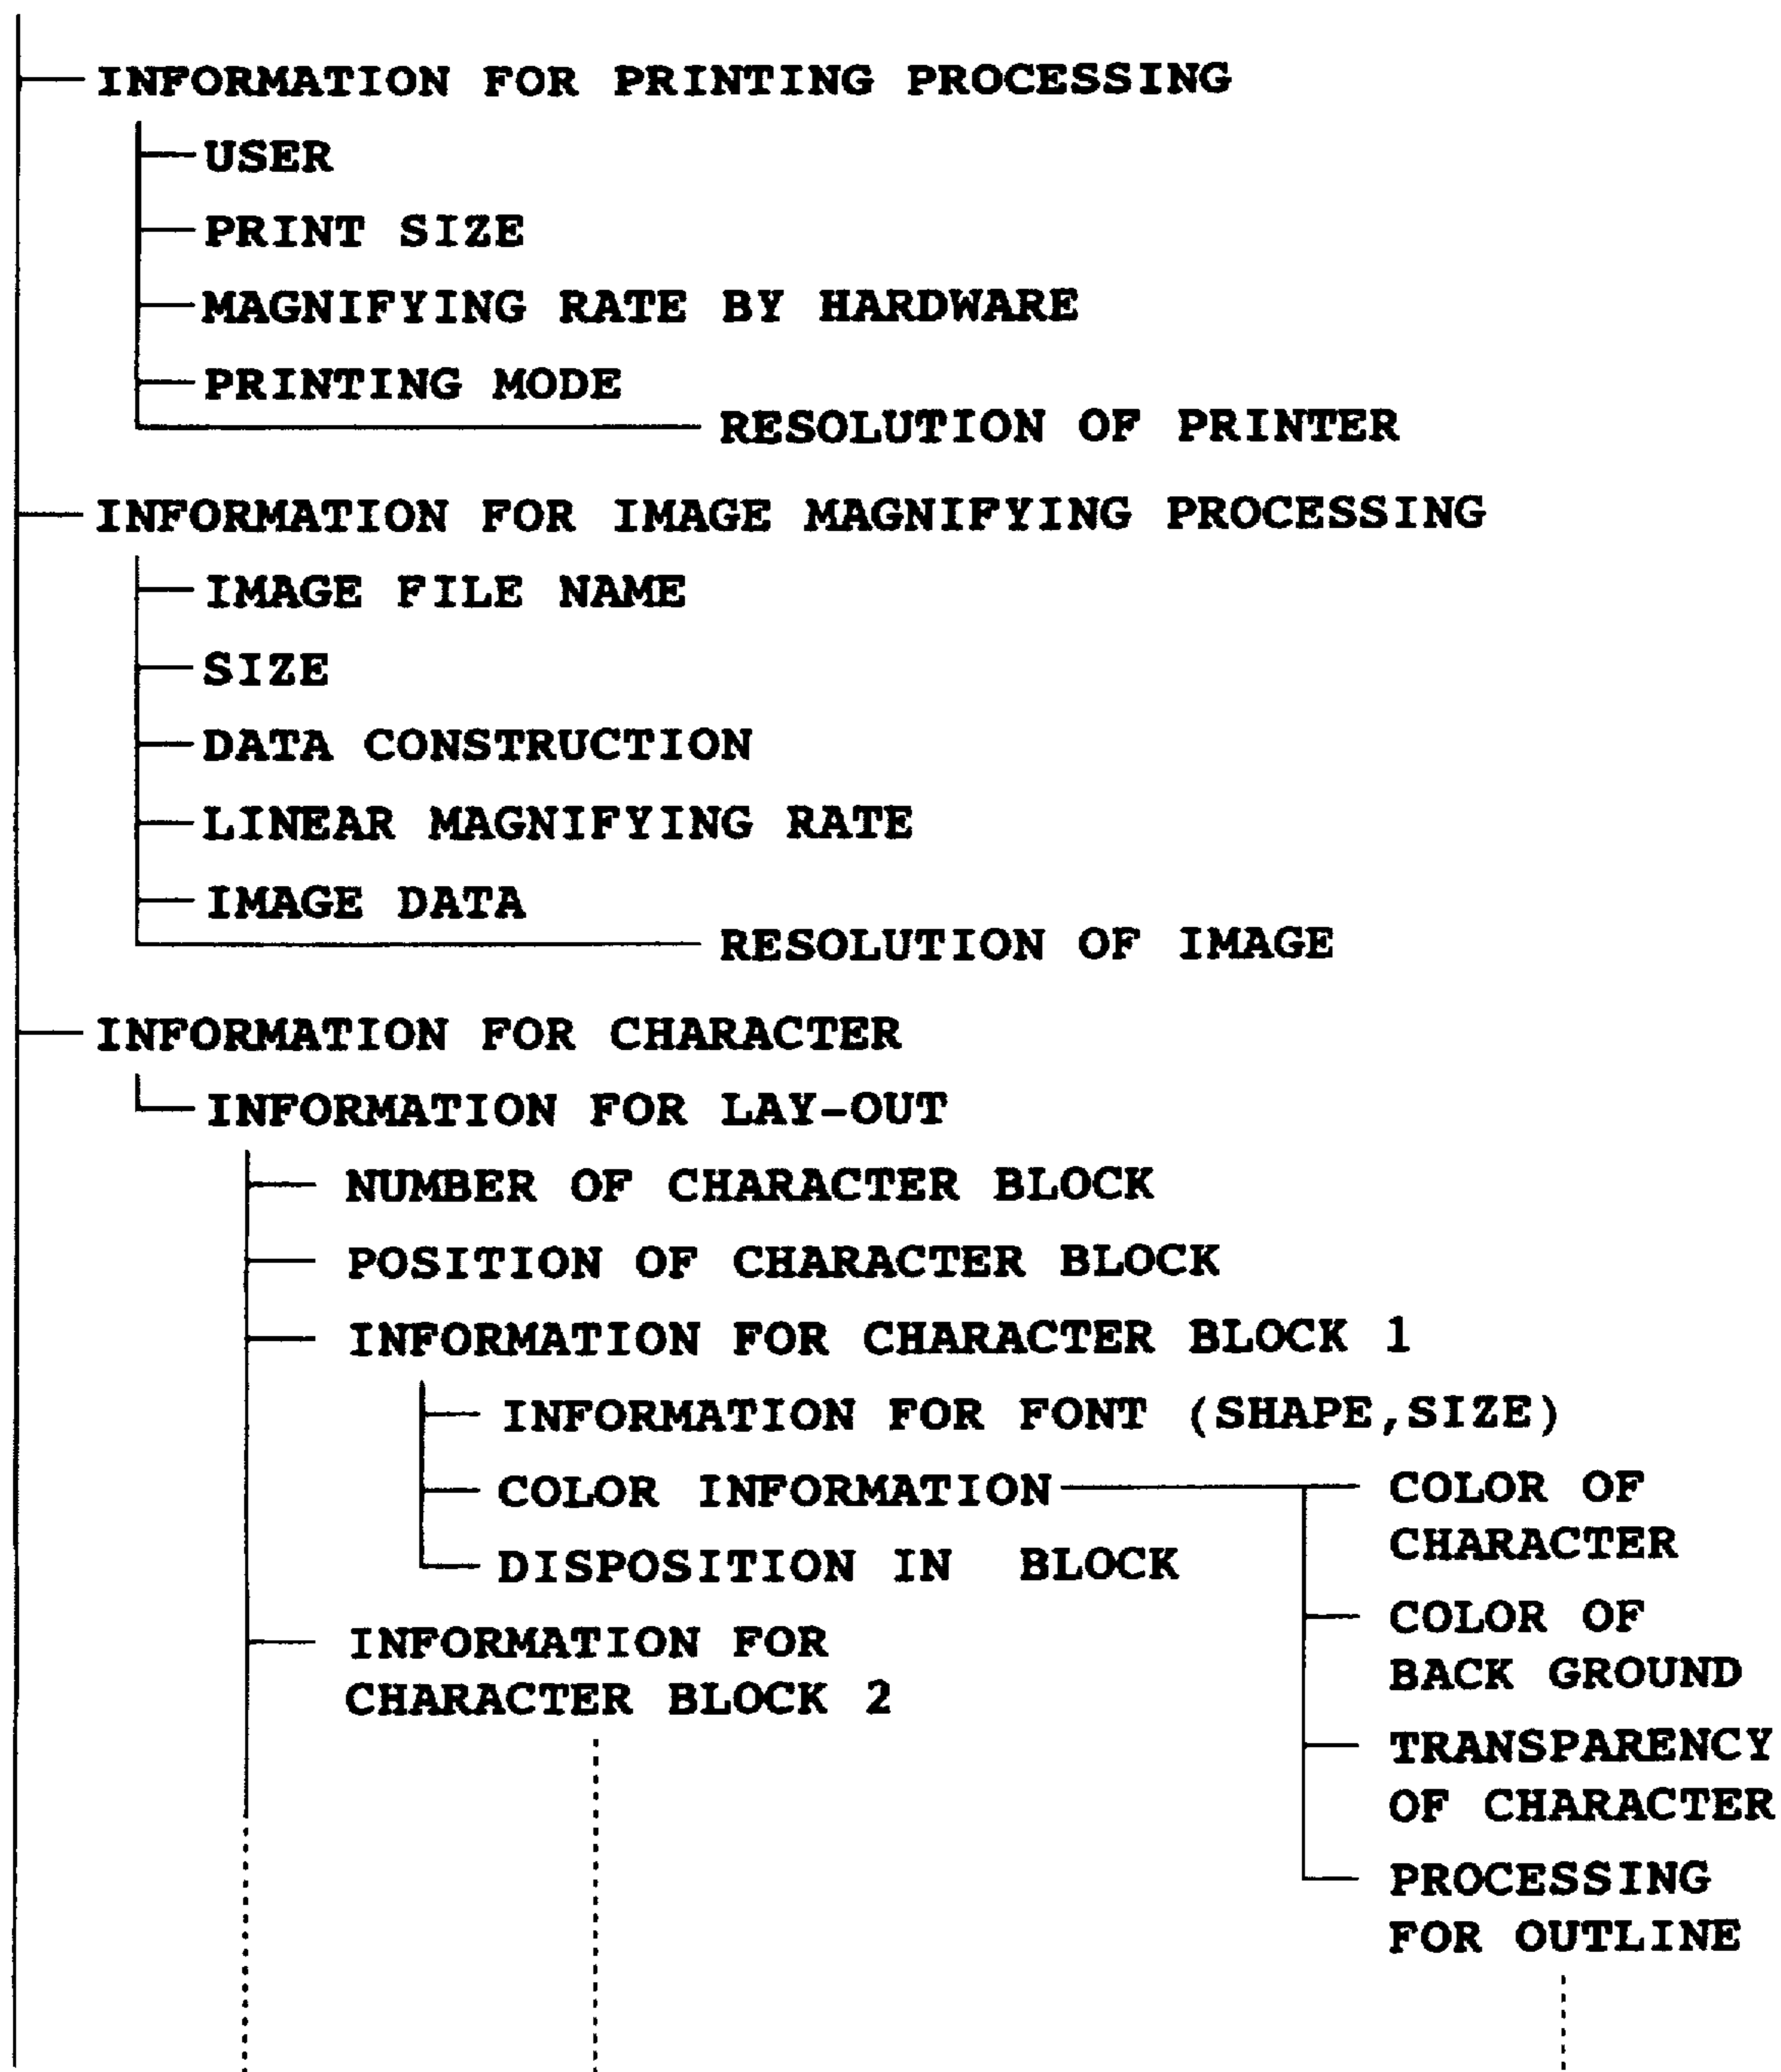 INFORMATION FOR PRINTING PROCESSING
USER
PRINT SIZE
MAGNIFYING RATE BY HARDWARE
PRINTING MODE
RESOLUTION OF PRINTER
INFORMATION FOR IMAGE MAGNIFYING PROCESSING
IMAGE FILE NAME
SIZE
DATA CONSTRUCTION
LINEAR MAGNIFYING RATE
IMAGE DATA
RESOLUTION OF IMAGE
INFORMATION FOR CHARACTER
INFORMATION FOR LAY-OUT
NUMBER OF CHARACTER BLOCK
POSITION OF CHARACTER BLOCK
INFORMATION FOR CHARACTER BLOCK 1
INFORMATION FOR FONT (SHAPE,SIZE)
COLOR INFORMATION
COLOR OF
CHARACTER
COLOR OF
BACK GROUND
TRANSPARENCY
OF CHARACTER
PROCESSING
FOR OUTLINE
DISPOSITION IN BLOCK
INFORMATION FOR
CHARACTER BLOCK 2